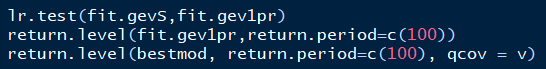 lr.test(fit.gevS,fit.gev1pr)
return.level(fit.gev1pr,return.period=c(100))
return.level(bestmod, return.period=c(100), qcov = v)